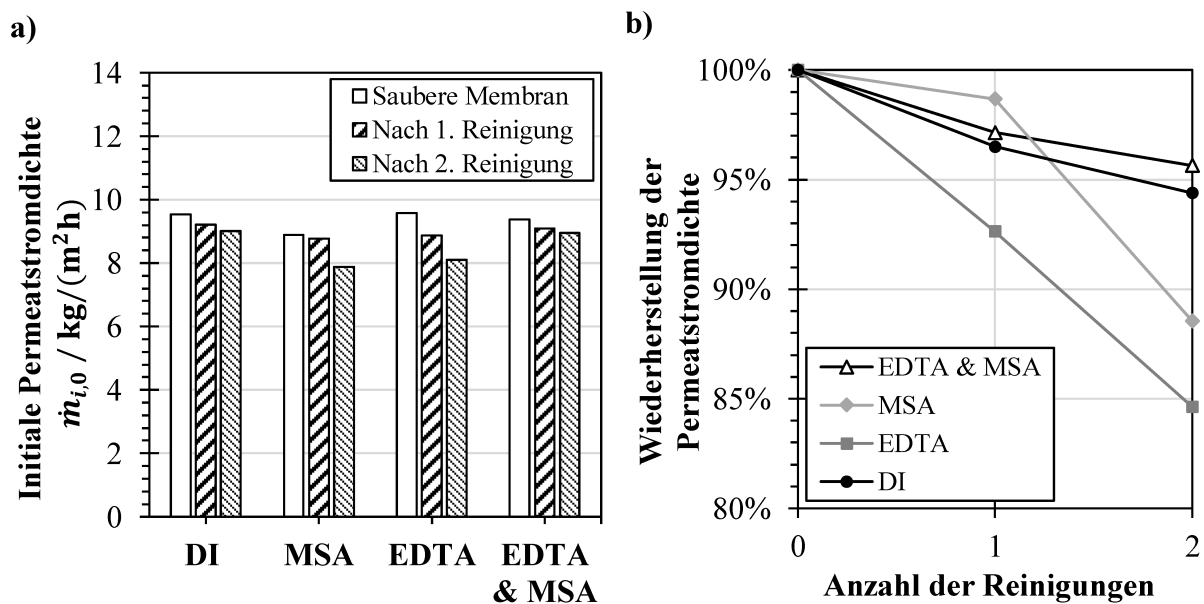 a)
Initiale Permeatstromdichte
ṁ_{i,0} / kg/(m²h)
14
12
10
8
6
4
2
0
Saubere Membran
Nach 1. Reinigung
Nach 2. Reinigung
DI
MSA
EDTA
EDTA
& MSA
b)
Wiederherstellung der
Permeatstromdichte
100%
95%
90%
85%
80%
EDTA & MSA
MSA
EDTA
DI
0
1
2
Anzahl der Reinigungen